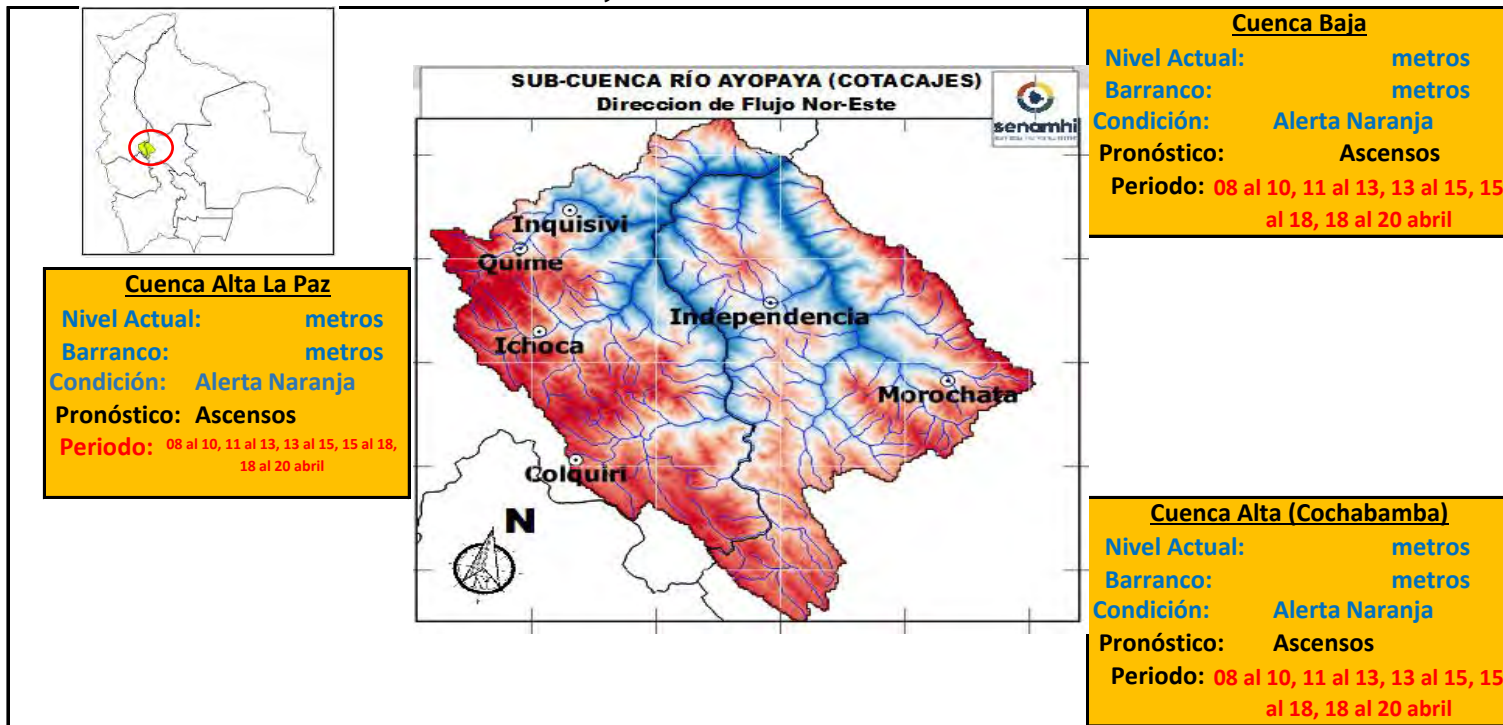 SUB-CUENCA RÍO AYOPAYA (COTACAJES)
Direccion de Flujo Nor-Este
senamhi
Inquisivi
Quime
Independencia
Ichoca
Morochata
Colquiri
N
Cuenca Alta La Paz
Nivel Actual: metros
Barranco: metros
Condición: Alerta Naranja
Pronóstico: Ascensos
Periodo: 08 al 10, 11 al 13, 13 al 15, 15 al 18,
18 al 20 abril
Cuenca Baja
Nivel Actual: metros
Barranco: metros
Condición: Alerta Naranja
Pronóstico: Ascensos
Periodo: 08 al 10, 11 al 13, 13 al 15, 15
al 18, 18 al 20 abril
Cuenca Alta (Cochabamba)
Nivel Actual: metros
Barranco: metros
Condición: Alerta Naranja
Pronóstico: Ascensos
Periodo: 08 al 10, 11 al 13, 13 al 15, 15
al 18, 18 al 20 abril